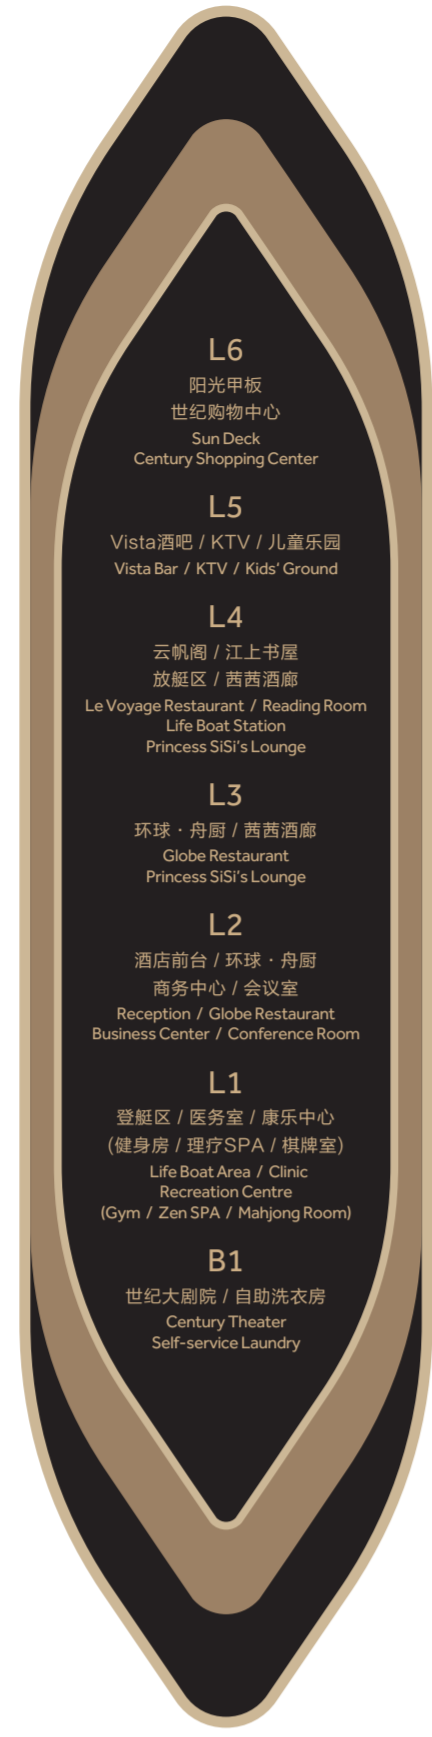 L6
阳光甲板
世纪购物中心
Sun Deck
Century Shopping Center
L5
Vista酒吧 / KTV / 儿童乐园
Vista Bar / KTV / Kids‘ Ground
L4
云帆阁 / 江上书屋
放艇区 / 茜茜酒廊
Le Voyage Restaurant / Reading Room
Life Boat Station
Princess SiSi's Lounge
L3
环球 · 舟厨 / 茜茜酒廊
Globe Restaurant
Princess SiSi's Lounge
L2
酒店前台 / 环球 · 舟厨
商务中心 / 会议室
Reception / Globe Restaurant
Business Center / Conference Room
L1
登艇区 / 医务室 / 康乐中心
(健身房 / 理疗SPA / 棋牌室)
Life Boat Area / Clinic
Recreation Centre
(Gym / Zen SPA / Mahjong Room)
B1
世纪大剧院 / 自助洗衣房
Century Theater
Self-service Laundry